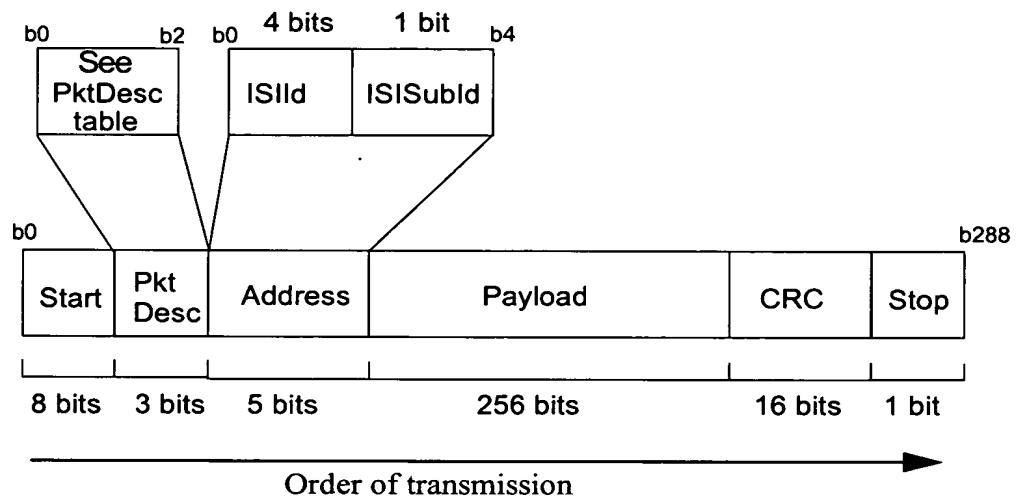 4 bits 1 bit
b0 b2 b0 b4
See
PktDesc
table
ISIId ISISubId
b0 b288
Start Pkt
Desc Address Payload CRC Stop
8 bits 3 bits 5 bits 256 bits 16 bits 1 bit
Order of transmission